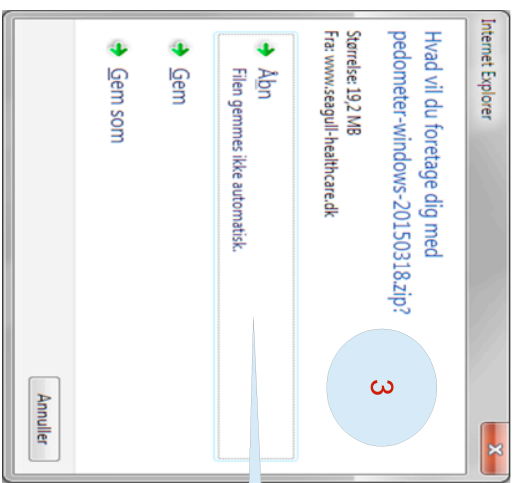 Internet Explorer
x
Hvad vil du foretage dig med
pedometer-windows-20150318.zip?
Størrelse: 19,2 MB
Fra: www.seagull-healthcare.dk
3
Åbn
Filen gemmes ikke automatisk.
Gem
Gem som
Annuller